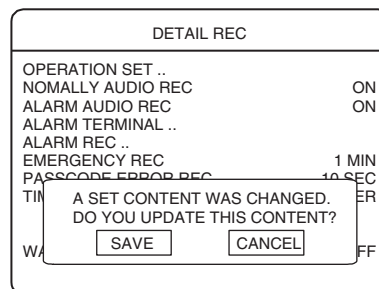 DETAIL REC
OPERATION SET ..
NOMALLY AUDIO REC ON
ALARM AUDIO REC ON
ALARM TERMINAL ..
ALARM REC ..
EMERGENCY REC 1 MIN
PASSCODE ERROR REC 10 SEC
A SET CONTENT WAS CHANGED.
DO YOU UPDATE THIS CONTENT?
SAVE CANCEL